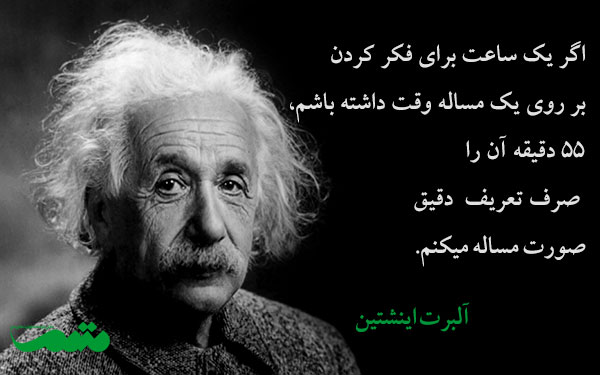 اگر یک ساعت برای فکر کردن
بر روی یک مساله وقت داشته باشم،
۵۵ دقیقه آن را
صرف تعریف دقیق
صورت مساله میکنم.
آلبرت اینشتین
متمم